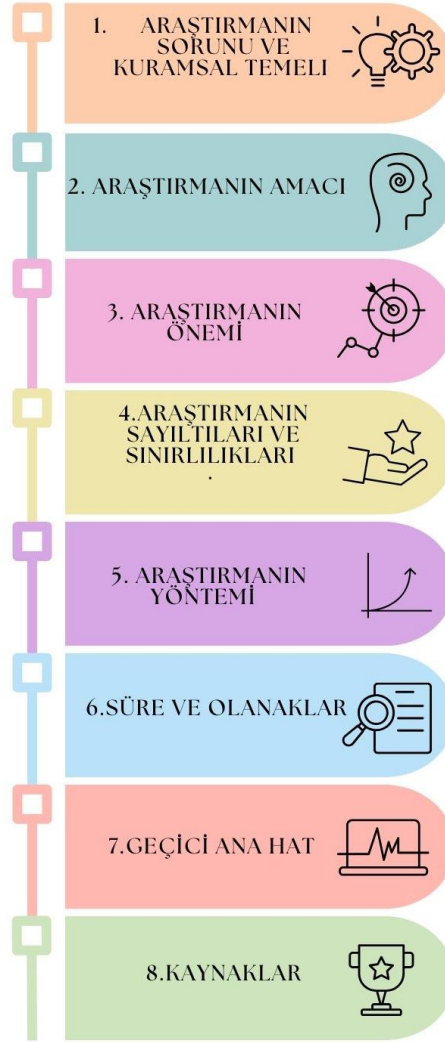 1. ARAŞTIRMANIN
SORUNU VE
KURAMSAL TEMELİ
2. ARAŞTIRMANIN AMACI
3. ARAŞTIRMANIN
ÖNEMİ
4.ARAŞTIRMANIN
SAYILTILARI VE
SINIRLILIKLARI
.
5. ARAŞTIRMANIN
YÖNTEMİ
6.SÜRE VE OLANAKLAR
7.GEÇİCİ ANA HAT
8.KAYNAKLAR